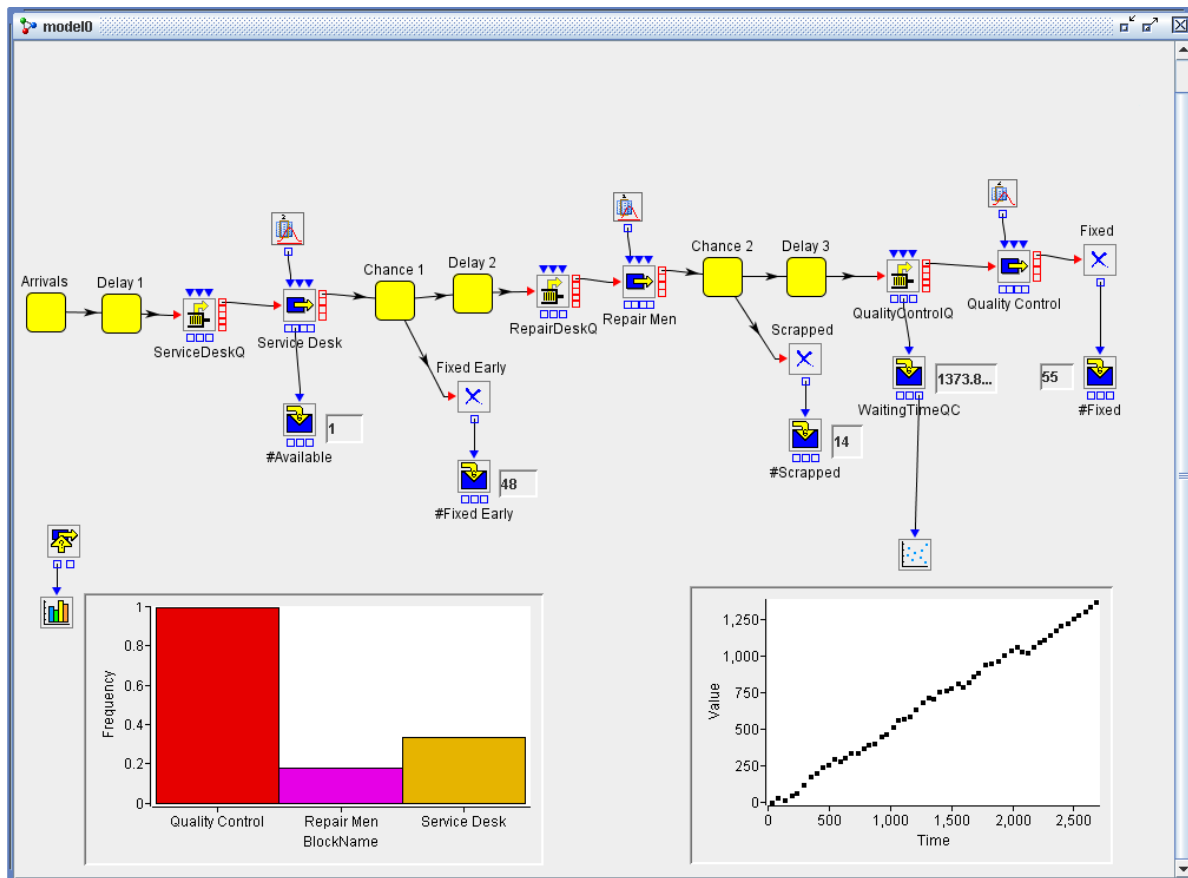 model0
Arrivals
Delay 1
ServiceDeskQ
2
Service Desk
#Available
1
Chance 1
Delay 2
Fixed Early
#Fixed Early
48
RepairDeskQ
Repair Men
Chance 2
Delay 3
Scrapped
#Scrapped
14
QualityControlQ
WaitingTimeQC
1373.8...
Quality Control
Fixed
55
#Fixed
Frequency
1
0.8
0.6
0.4
0.2
0
Quality Control
Repair Men
Service Desk
BlockName
Value
1,250
1,000
750
500
250
0
0
500
1,000
1,500
2,000
2,500
Time